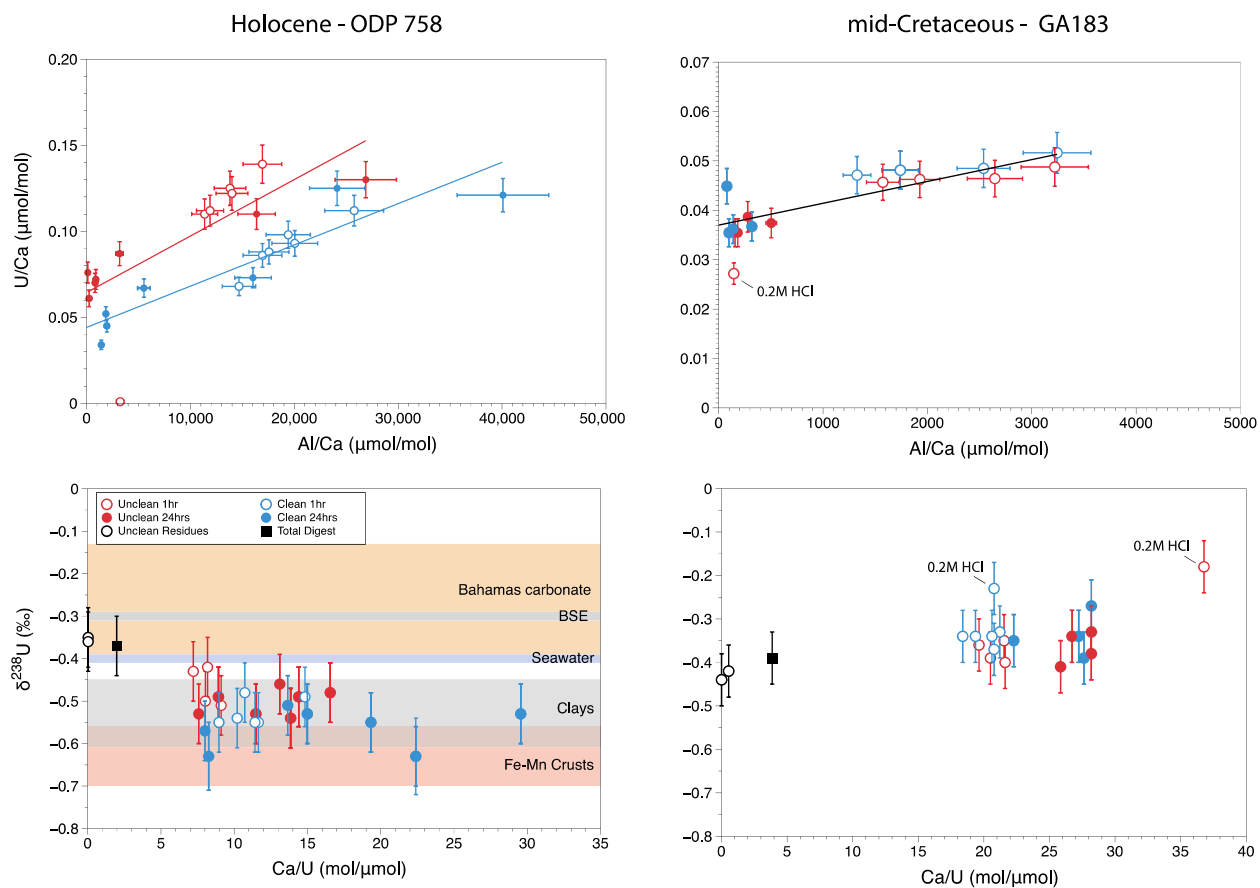 Holocene - ODP 758
mid-Cretaceous - GA183
0.20
0.15
0.10
0.05
0
U/Ca (μmol/mol)
0
10,000
20,000
30,000
40,000
50,000
Al/Ca (μmol/mol)
0.07
0.06
0.05
0.04
0.03
0.02
0.01
0
0.2M HCl
0
1000
2000
3000
4000
5000
Al/Ca (μmol/mol)
0
−0.1
−0.2
−0.3
−0.4
−0.5
−0.6
−0.7
−0.8
δ²³⁸U (‰)
Unclean 1hr
Clean 1hr
Unclean 24hrs
Clean 24hrs
Unclean Residues
Total Digest
Bahamas carbonate
BSE
Seawater
Clays
Fe-Mn Crusts
0
5
10
15
20
25
30
35
Ca/U (mol/μmol)
0
−0.1
−0.2
−0.3
−0.4
−0.5
−0.6
−0.7
−0.8
0.2M HCl
0.2M HCl
0
5
10
15
20
25
30
35
40
Ca/U (mol/μmol)